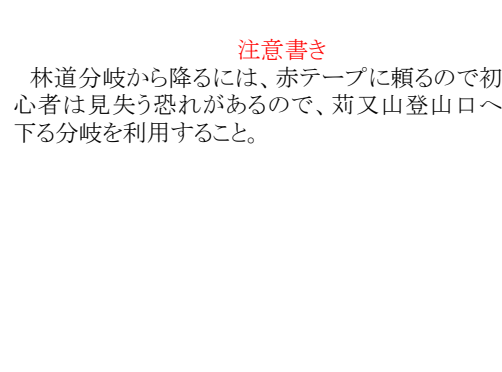 注意書き
林道分岐から降るには、赤テープに頼るので初
心者は見失う恐れがあるので、苅又山登山口へ
下る分岐を利用すること。